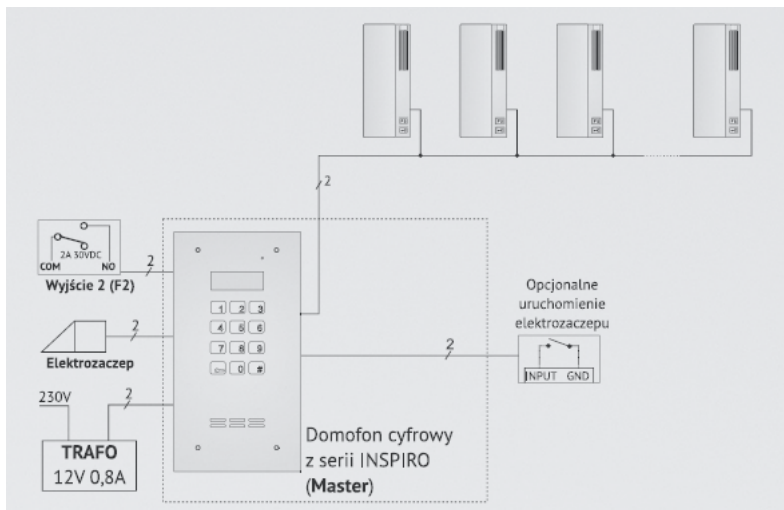 2
2A 30VDC
COM NO
2
Wyjście 2 (F2)
2
Elektrozaczep
230V
2
TRAFO
12V 0,8A
1 2 3
4 5 6
7 8 9
0 #
Domofon cyfrowy
z serii INSPIRO
(Master)
2
Opcjonalne
uruchomienie
elektrozaczepu
INPUT GND